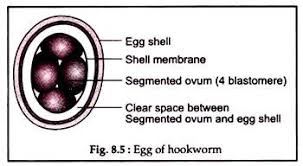 Egg shell
Shell membrane
Segmented ovum (4 blastomere)
Clear space between
Segmented ovum and egg shell
Fig. 8.5 : Egg of hookworm